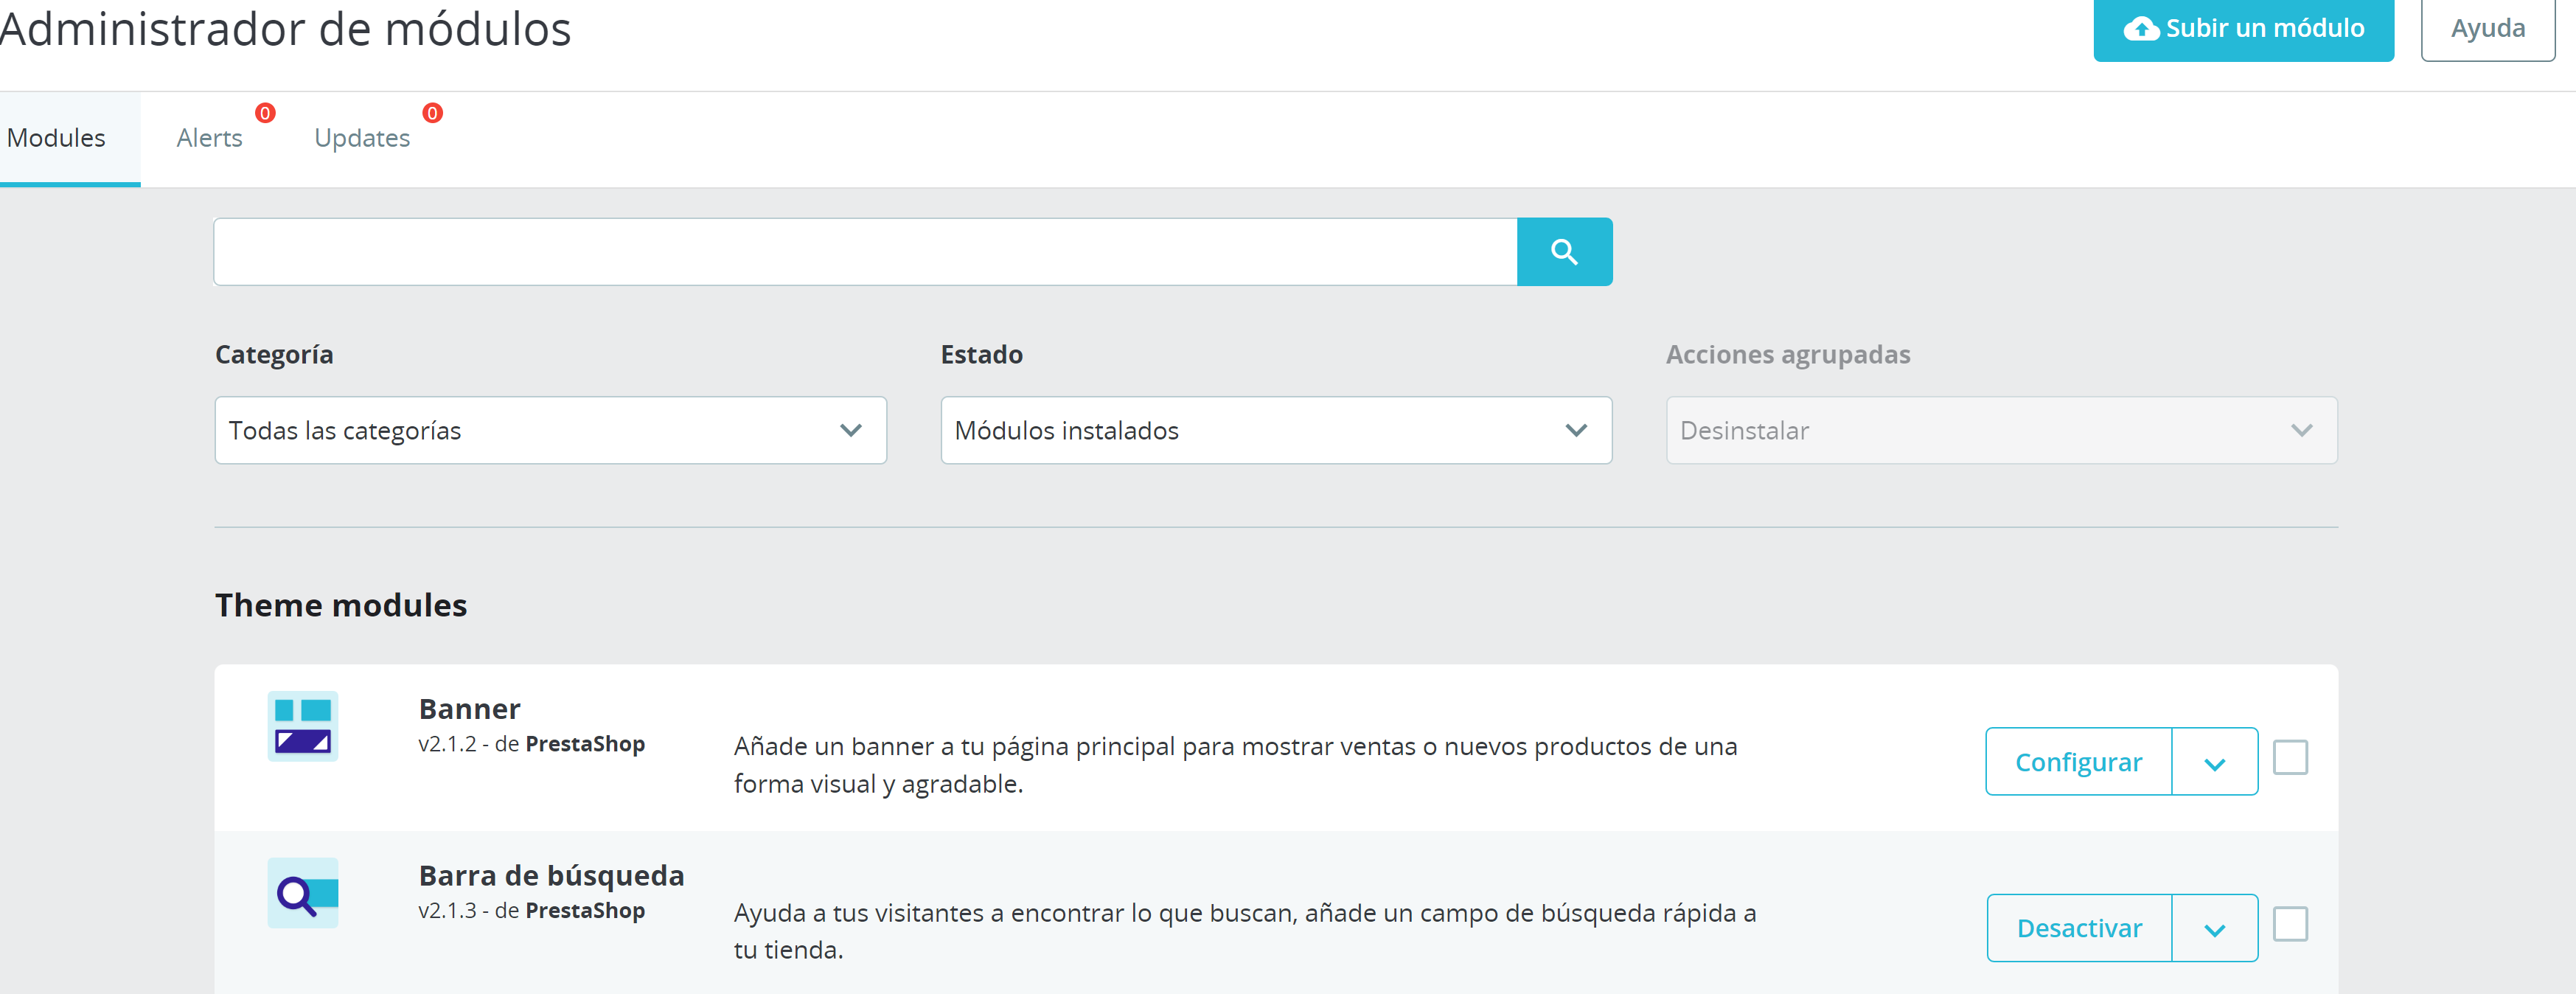 Administrador de módulos
Subir un módulo
Ayuda
Modules
Alerts
0
Updates
0
Categoría
Estado
Acciones agrupadas
Todas las categorías
Módulos instalados
Desinstalar
Theme modules
Banner
v2.1.2 - de PrestaShop
Añade un banner a tu página principal para mostrar ventas o nuevos productos de una
forma visual y agradable.
Configurar
Barra de búsqueda
v2.1.3 - de PrestaShop
Ayuda a tus visitantes a encontrar lo que buscan, añade un campo de búsqueda rápida a
tu tienda.
Desactivar